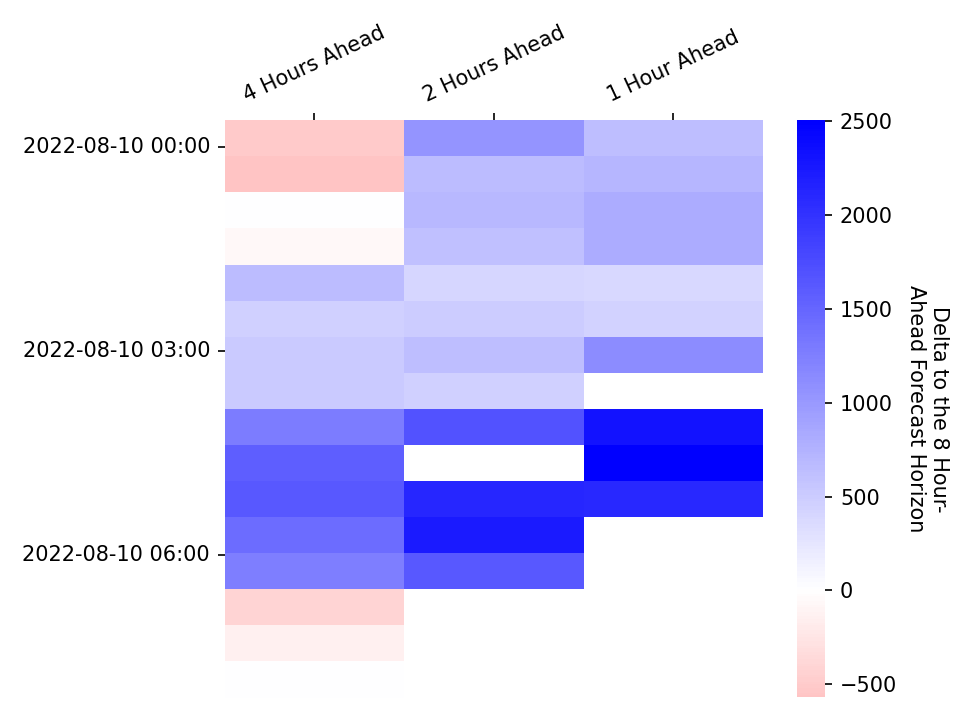 4 Hours Ahead
2 Hours Ahead
1 Hour Ahead
2022-08-10 00:00
2022-08-10 03:00
2022-08-10 06:00
2500
2000
1500
1000
500
0
−500
Delta to the 8 Hour-
Ahead Forecast Horizon